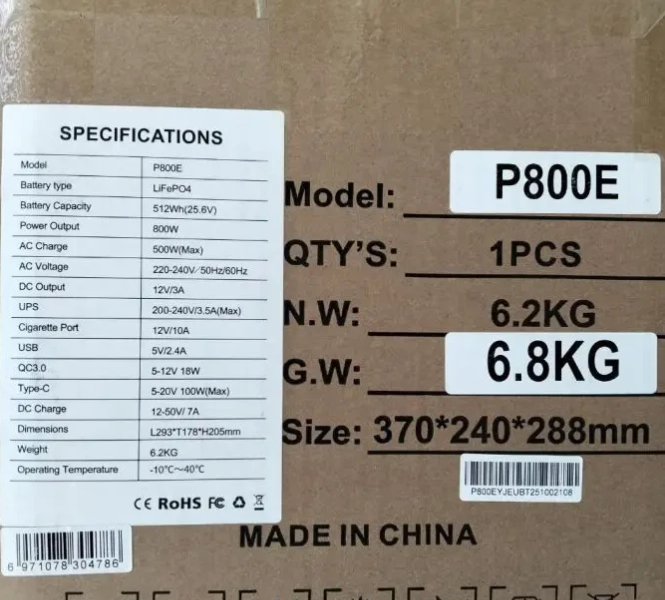 SPECIFICATIONS
Model P800E
Battery type LiFePO4
Battery Capacity 512Wh(25.6V)
Power Output 800W
AC Charge 500W(Max)
AC Voltage 220-240V/50Hz/60Hz
DC Output 12V/3A
UPS 200-240V/3.5A(Max)
Cigarette Port 12V/10A
USB 5V/2.4A
QC3.0 5-12V 18W
Type-C 5-20V 100W(Max)
DC Charge 12-50V/ 7A
Dimensions L293*T178*H205mm
Weight 6.2KG
Operating Temperature -10℃~40℃
CE RoHS FC
6 971078 304786
Model: P800E
QTY'S: 1PCS
N.W: 6.2KG
G.W: 6.8KG
Size: 370*240*288mm
P800EYJEUBT251002108
MADE IN CHINA